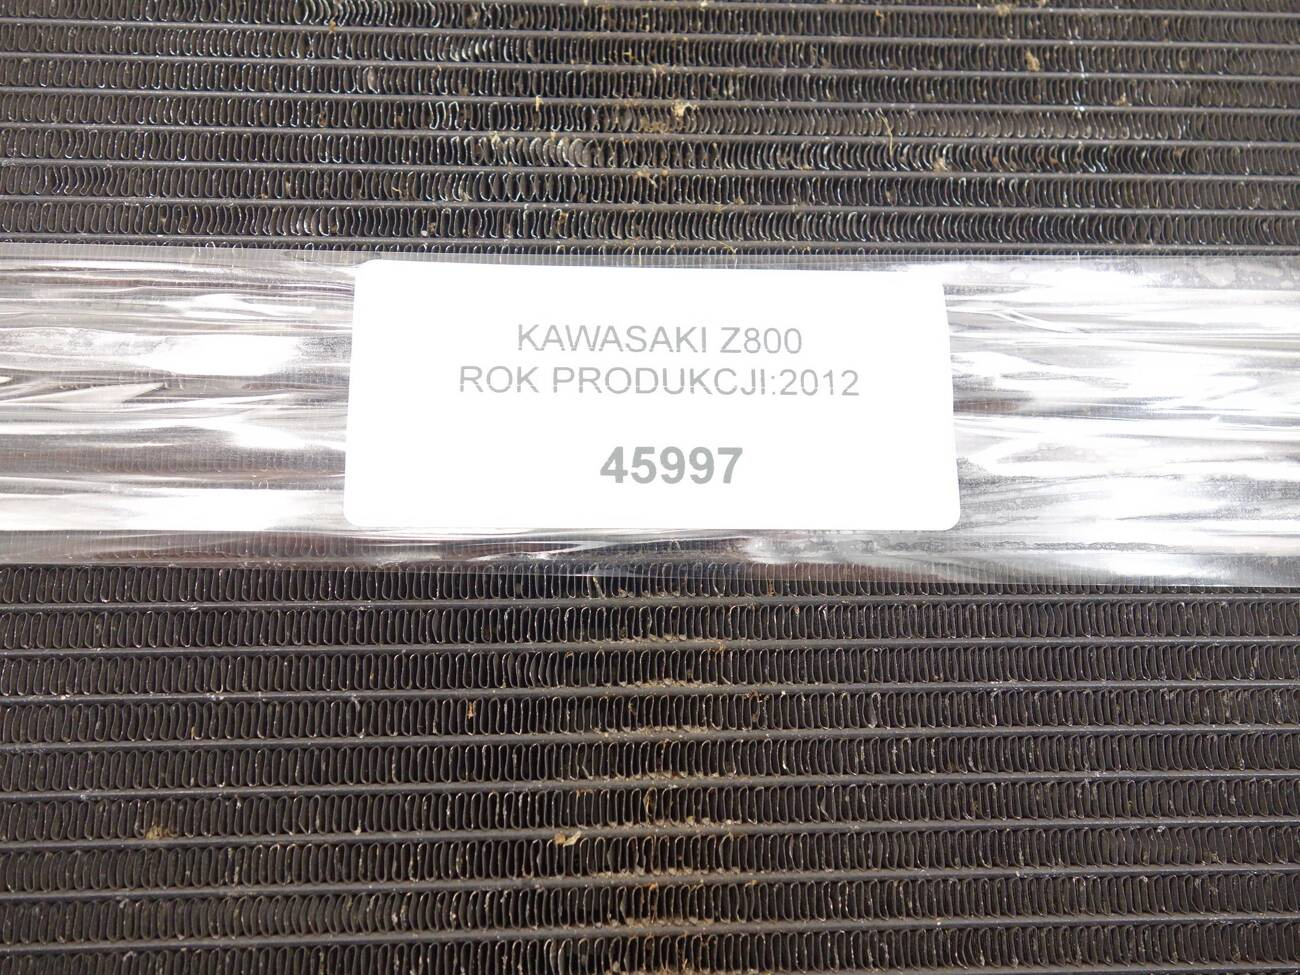 KAWASAKI Z800
ROK PRODUKCJI:2012
45997